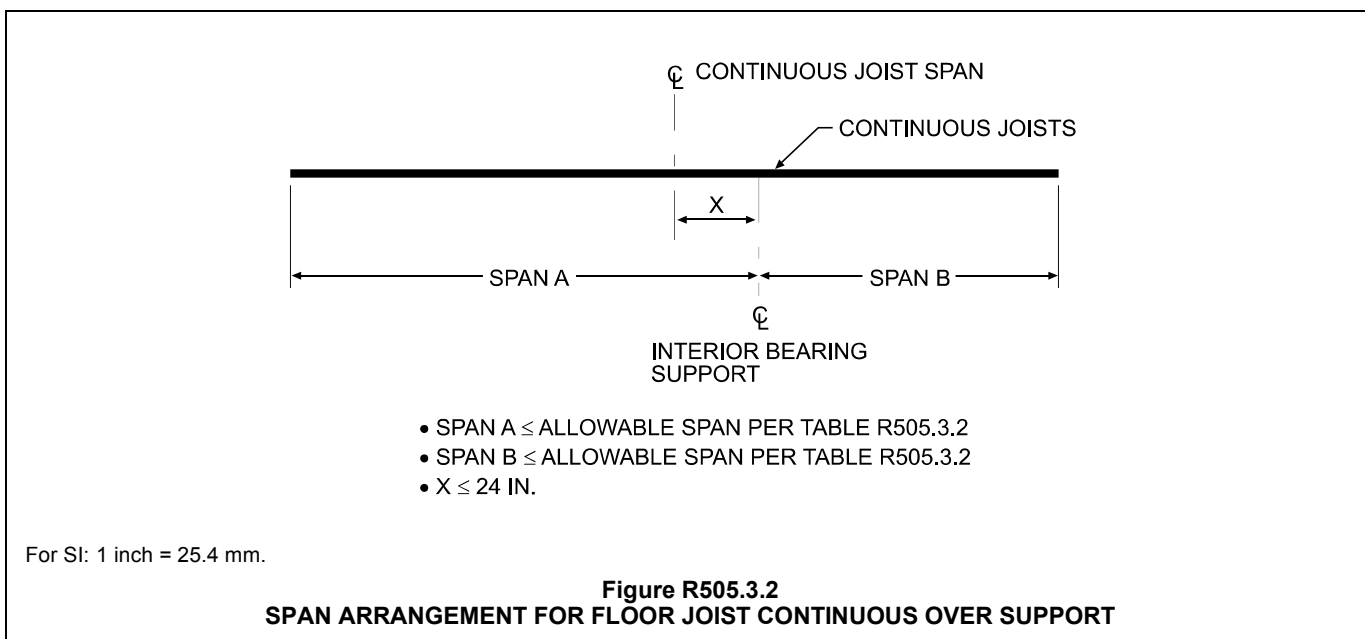 ℄ CONTINUOUS JOIST SPAN
CONTINUOUS JOISTS
X
SPAN A
SPAN B
℄
INTERIOR BEARING
SUPPORT
• SPAN A ≤ ALLOWABLE SPAN PER TABLE R505.3.2
• SPAN B ≤ ALLOWABLE SPAN PER TABLE R505.3.2
• X ≤ 24 IN.
For SI: 1 inch = 25.4 mm.
Figure R505.3.2
SPAN ARRANGEMENT FOR FLOOR JOIST CONTINUOUS OVER SUPPORT